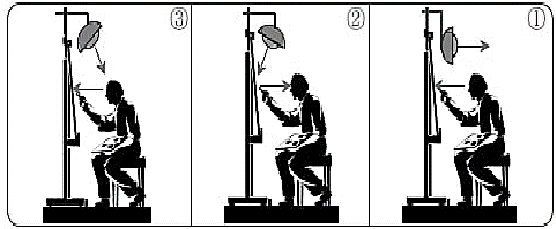 ③ ② ①